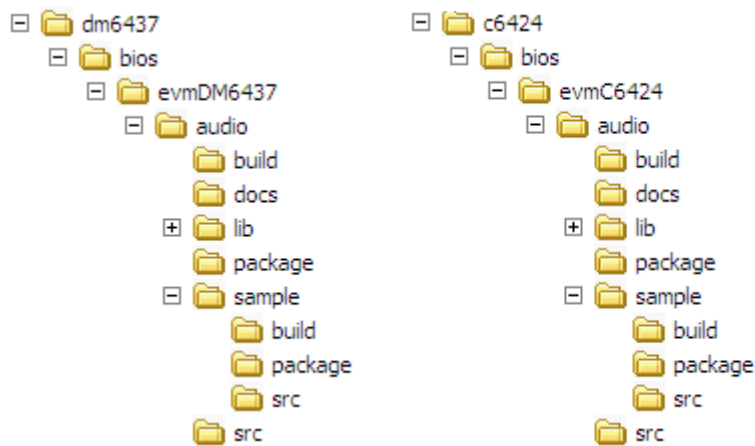 dm6437
bios
evmDM6437
audio
build
docs
lib
package
sample
build
package
src
src
c6424
bios
evmC6424
audio
build
docs
lib
package
sample
build
package
src
src